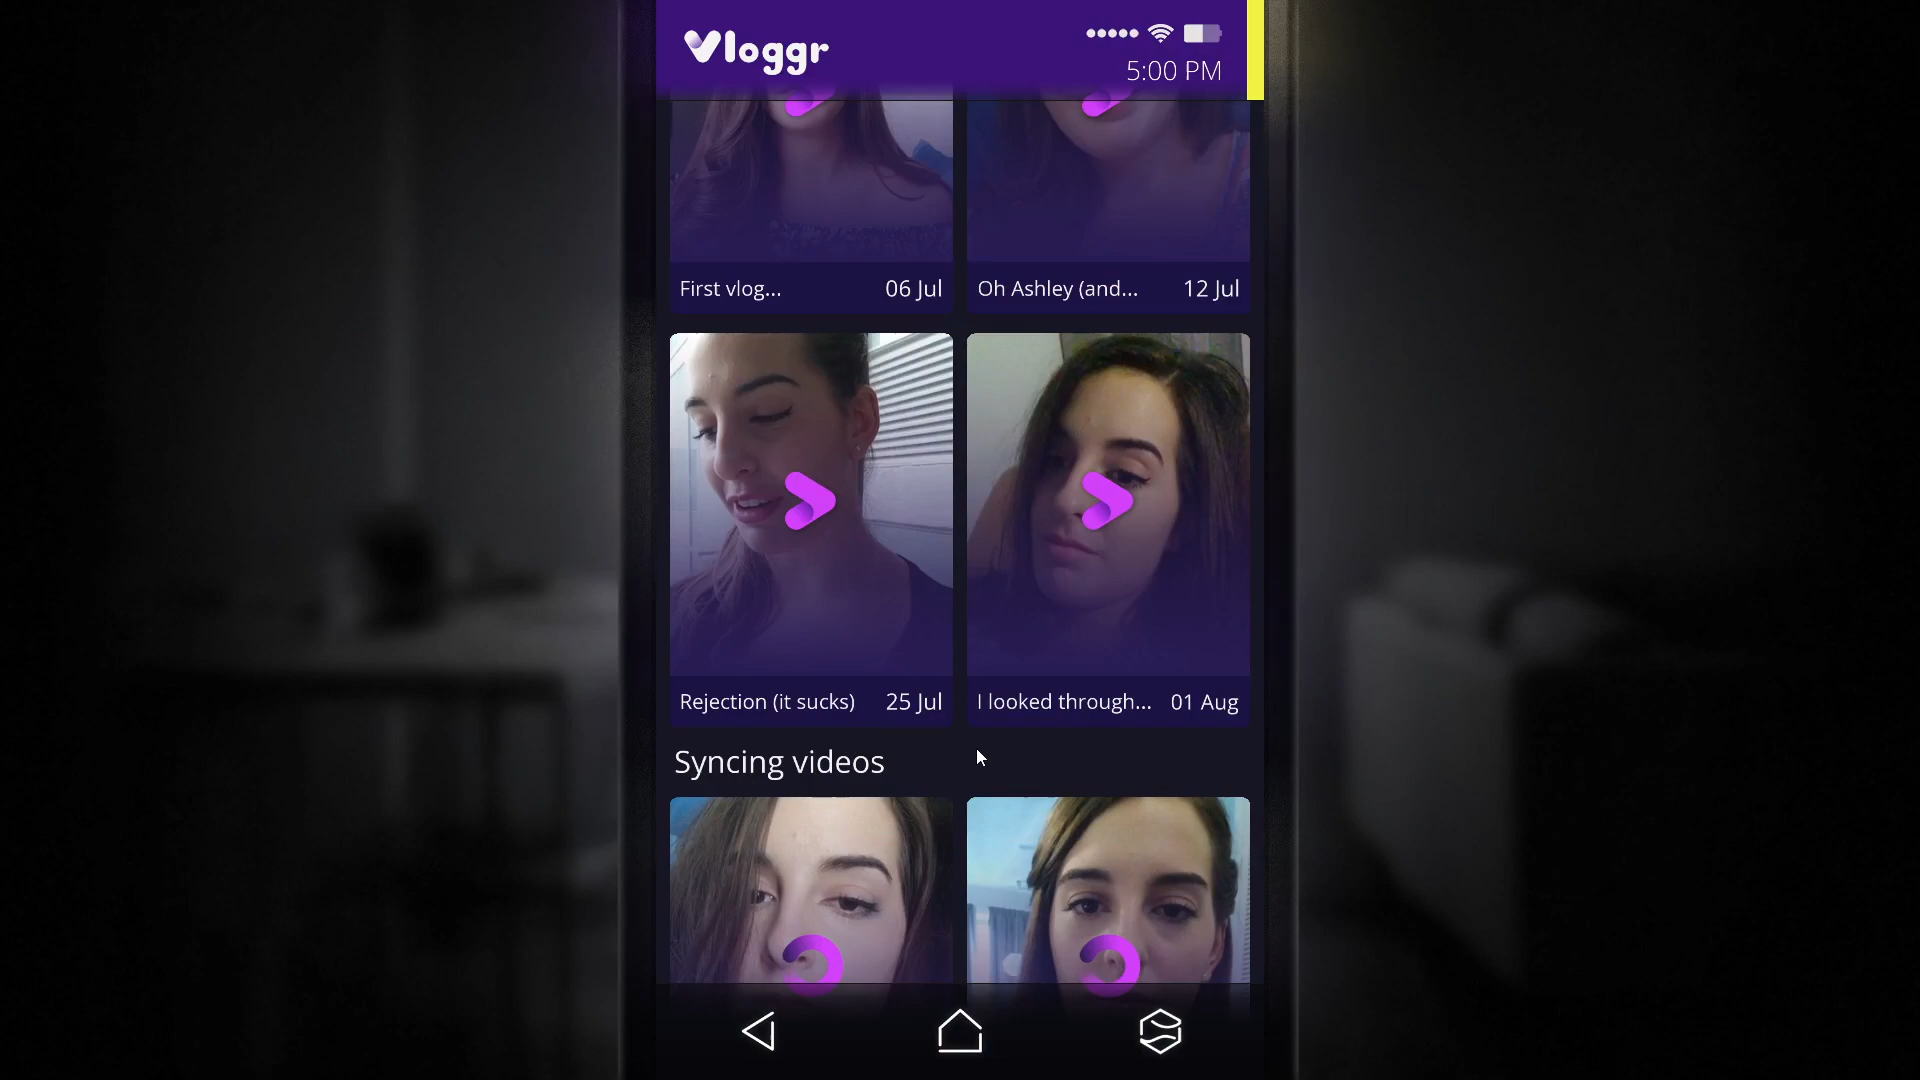 Vloggr
5:00 PM
First vlog... 06 Jul
Oh Ashley (and... 12 Jul
Rejection (it sucks) 25 Jul
I looked through... 01 Aug
Syncing videos